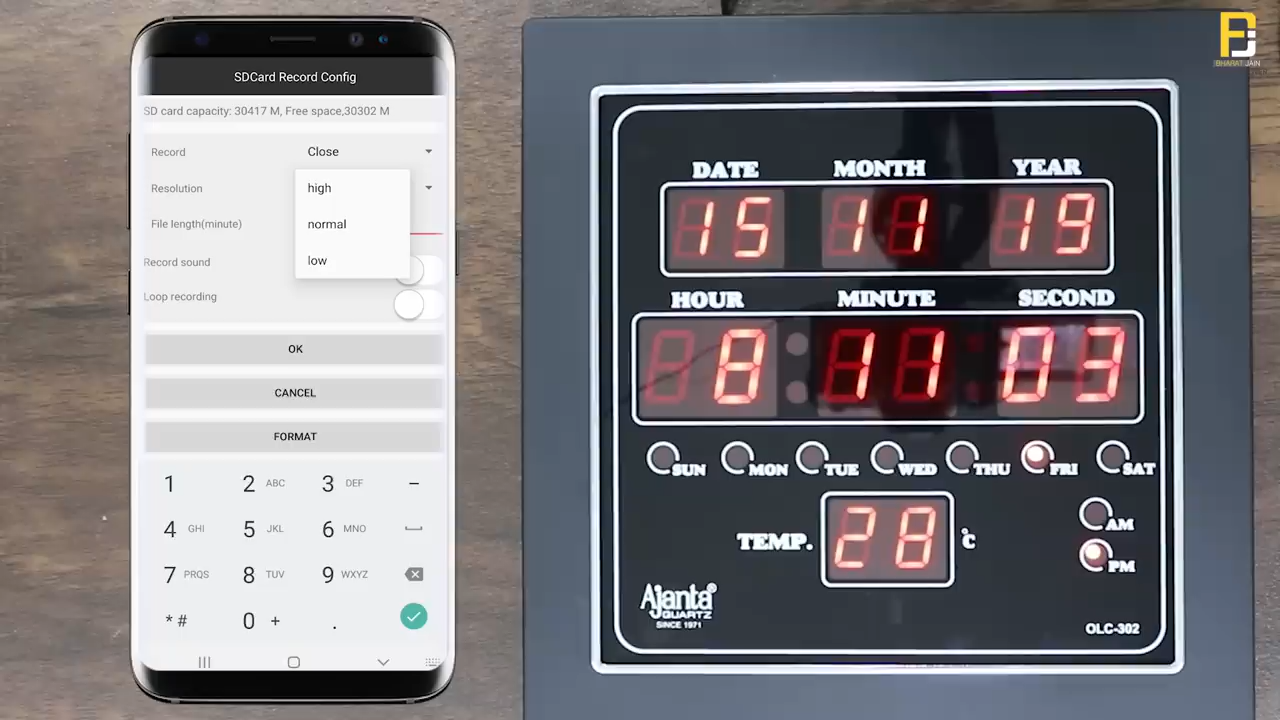 SDCard Record Config
SD card capacity: 30417 M, Free space,30302 M
Record Close
Resolution high
File length(minute) normal
Record sound low
Loop recording
OK
CANCEL
FORMAT
1 2 ABC 3 DEF –
4 GHI 5 JKL 6 MNO
7 PQRS 8 TUV 9 WXYZ
* # 0 + .
BHARAT JAIN
DATE MONTH YEAR
15 11 19
HOUR MINUTE SECOND
8 11 03
SUN MON TUE WED THU FRI SAT
AM
TEMP. 28 °C
PM
Ajanta®
QUARTZ
SINCE 1971
OLC-302